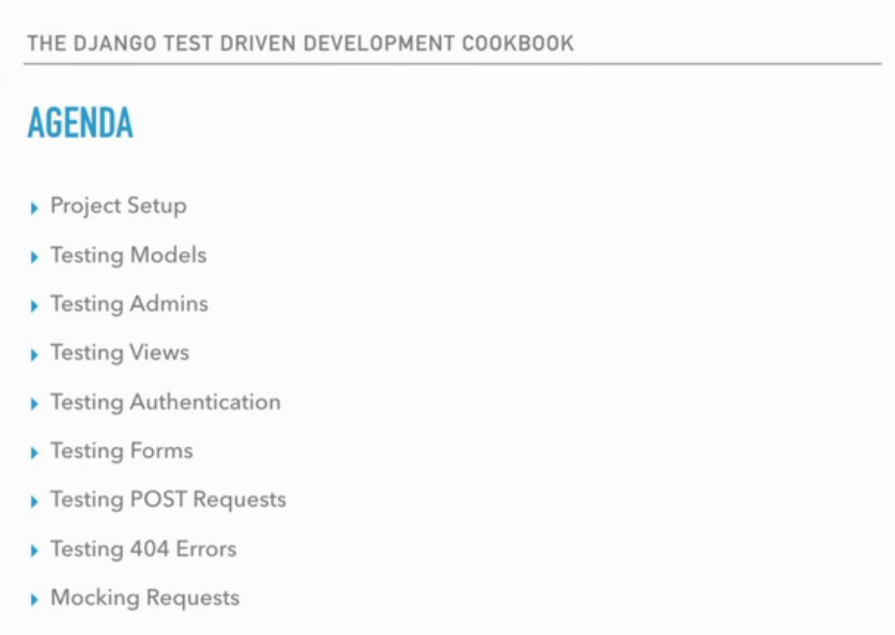 THE DJANGO TEST DRIVEN DEVELOPMENT COOKBOOK
AGENDA
Project Setup
Testing Models
Testing Admins
Testing Views
Testing Authentication
Testing Forms
Testing POST Requests
Testing 404 Errors
Mocking Requests